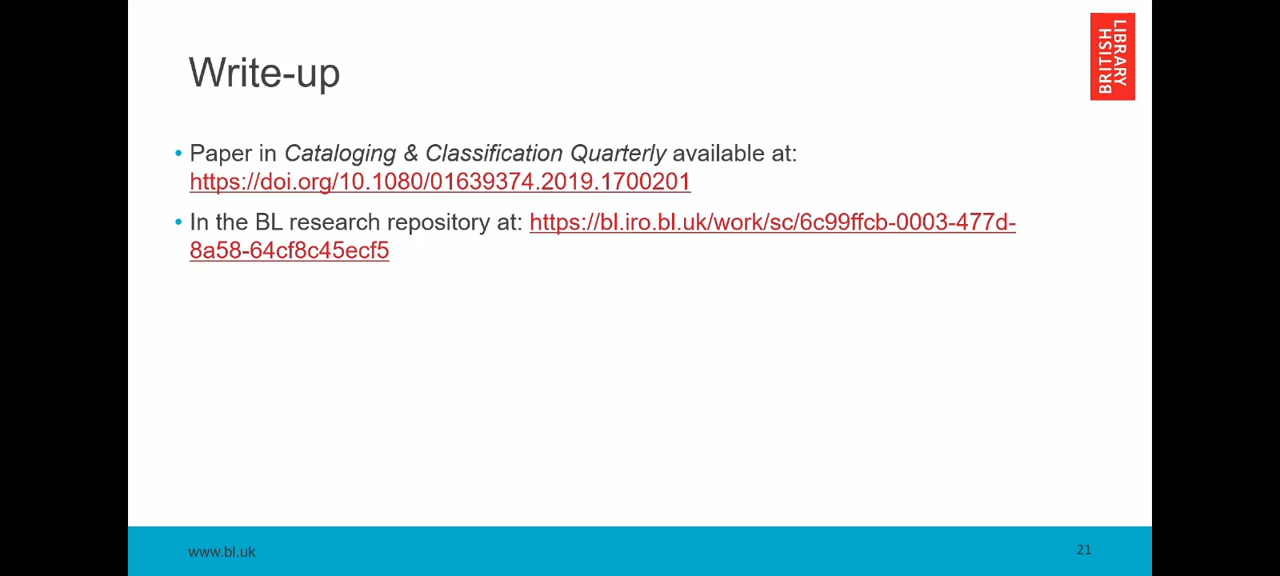 Write-up
LIBRARY
BRITISH
• Paper in Cataloging & Classification Quarterly available at:
https://doi.org/10.1080/01639374.2019.1700201
• In the BL research repository at: https://bl.iro.bl.uk/work/sc/6c99ffcb-0003-477d-
8a58-64cf8c45ecf5
www.bl.uk
21